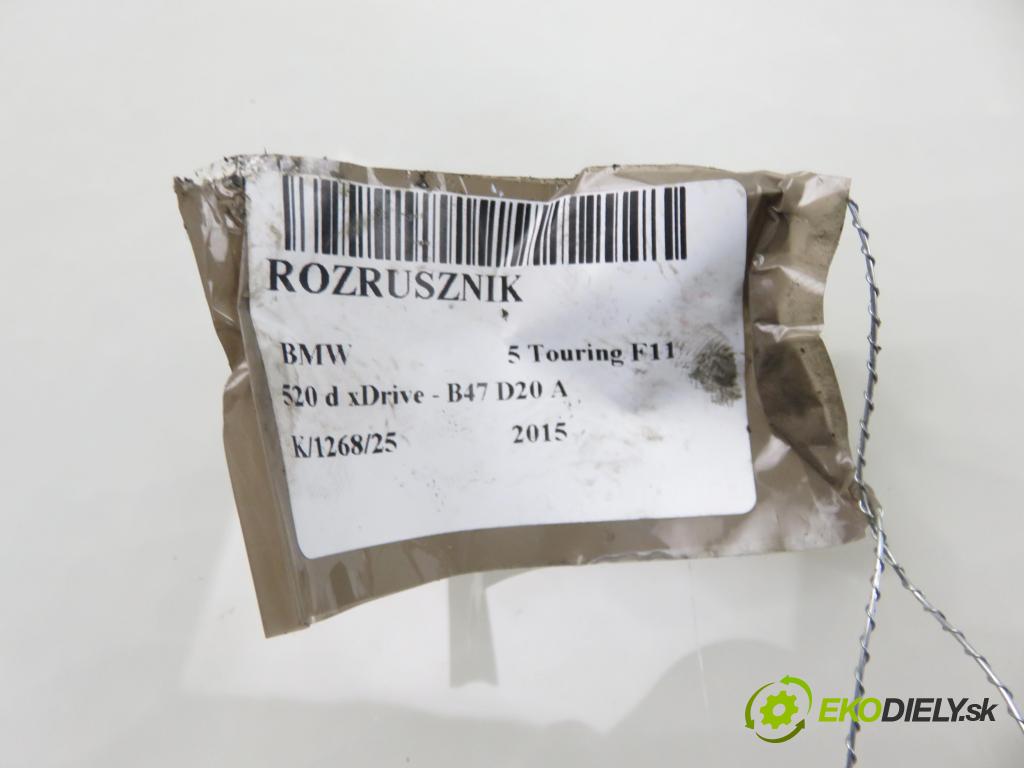 ROZRUSZNIK
BMW 5 Touring F11
520 d xDrive - B47 D20 A
K/1268/25 2015
EKODIELY.sk